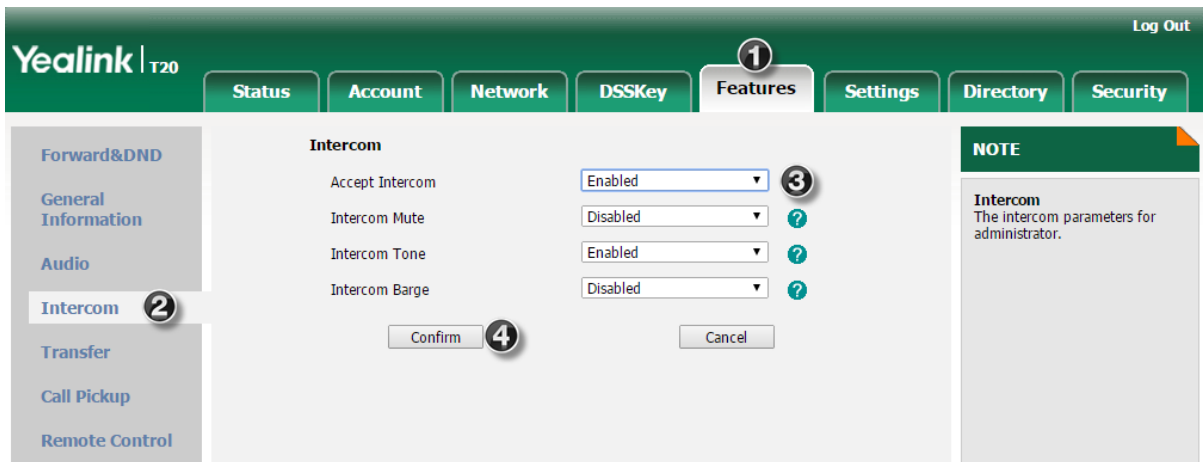 Log Out
Yealink T20
1
Status Account Network DSSKey Features Settings Directory Security
Forward&DND
General
Information
Audio
Intercom 2
Transfer
Call Pickup
Remote Control
Intercom
Accept Intercom Enabled 3
Intercom Mute Disabled ?
Intercom Tone Enabled ?
Intercom Barge Disabled ?
Confirm 4 Cancel
NOTE
Intercom
The intercom parameters for
administrator.